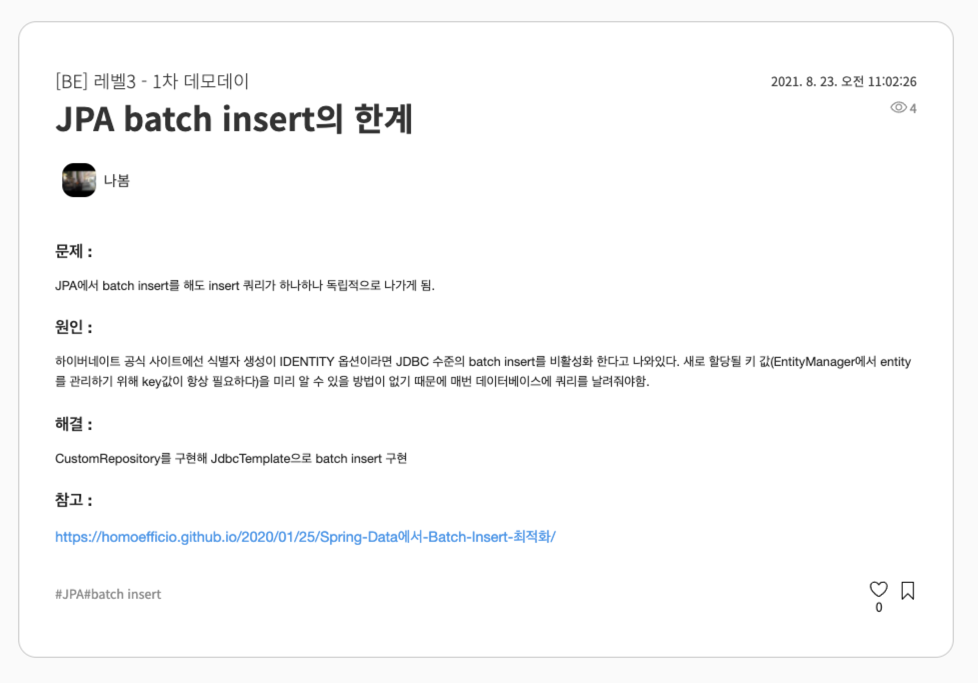 [BE] 레벨3 - 1차 데모데이
2021. 8. 23. 오전 11:02:26
JPA batch insert의 한계
4
나봄
문제 :
JPA에서 batch insert를 해도 insert 쿼리가 하나하나 독립적으로 나가게 됨.
원인 :
하이버네이트 공식 사이트에선 식별자 생성이 IDENTITY 옵션이라면 JDBC 수준의 batch insert를 비활성화 한다고 나와있다. 새로 할당될 키 값(EntityManager에서 entity
를 관리하기 위해 key값이 항상 필요하다)을 미리 알 수 있을 방법이 없기 때문에 매번 데이터베이스에 쿼리를 날려줘야함.
해결 :
CustomRepository를 구현해 JdbcTemplate으로 batch insert 구현
참고 :
https://homoefficio.github.io/2020/01/25/Spring-Data에서-Batch-Insert-최적화/
#JPA#batch insert
0